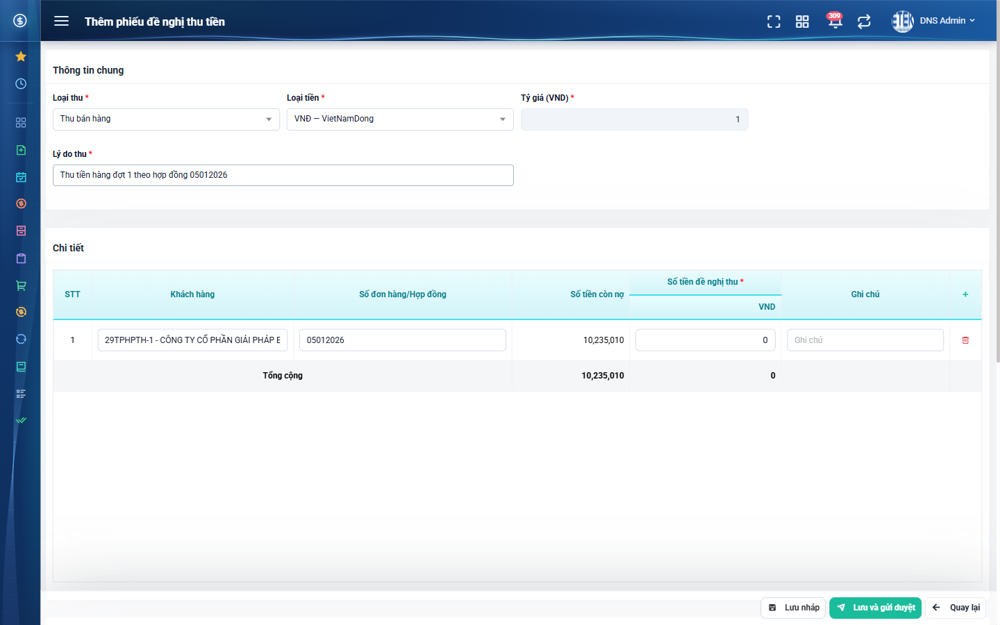 Thêm phiếu đề nghị thu tiền
309
DNS Admin
Thông tin chung
Loại thu *
Loại tiền *
Tỷ giá (VND) *
Thu bán hàng
VNĐ — VietNamDong
1
Lý do thu *
Thu tiền hàng đợt 1 theo hợp đồng 05012026
Chi tiết
STT
Khách hàng
Số đơn hàng/Hợp đồng
Số tiền còn nợ
Số tiền đề nghị thu *
VND
Ghi chú
+
1
29TPHPTH-1 - CÔNG TY CỔ PHẦN GIẢI PHÁP
05012026
10,235,010
0
Ghi chú
Tổng cộng
10,235,010
0
Lưu nháp
Lưu và gửi duyệt
Quay lại